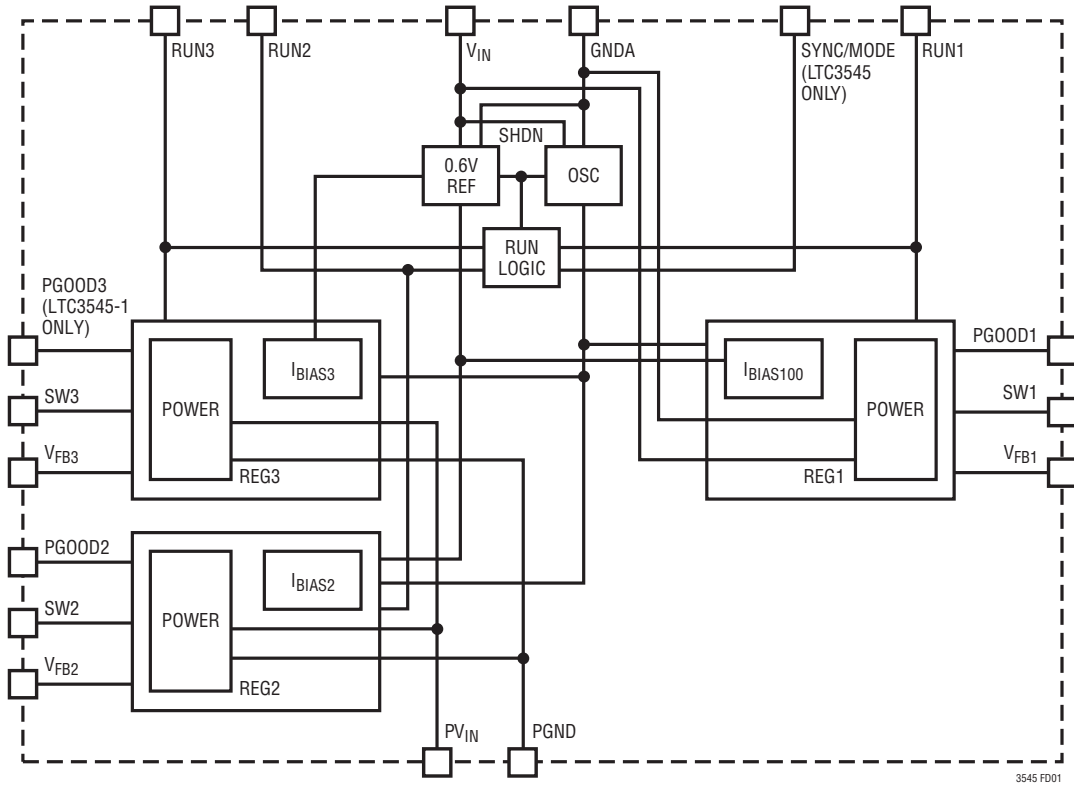 RUN3
RUN2
VIN
GNDA
SYNC/MODE
(LTC3545
ONLY)
RUN1
SHDN
0.6V
REF
OSC
RUN
LOGIC
PGOOD3
(LTC3545-1
ONLY)
SW3
VFB3
POWER
IBIAS3
REG3
IBIAS100
POWER
REG1
PGOOD1
SW1
VFB1
PGOOD2
SW2
VFB2
POWER
IBIAS2
REG2
PVIN
PGND
3545 FD01